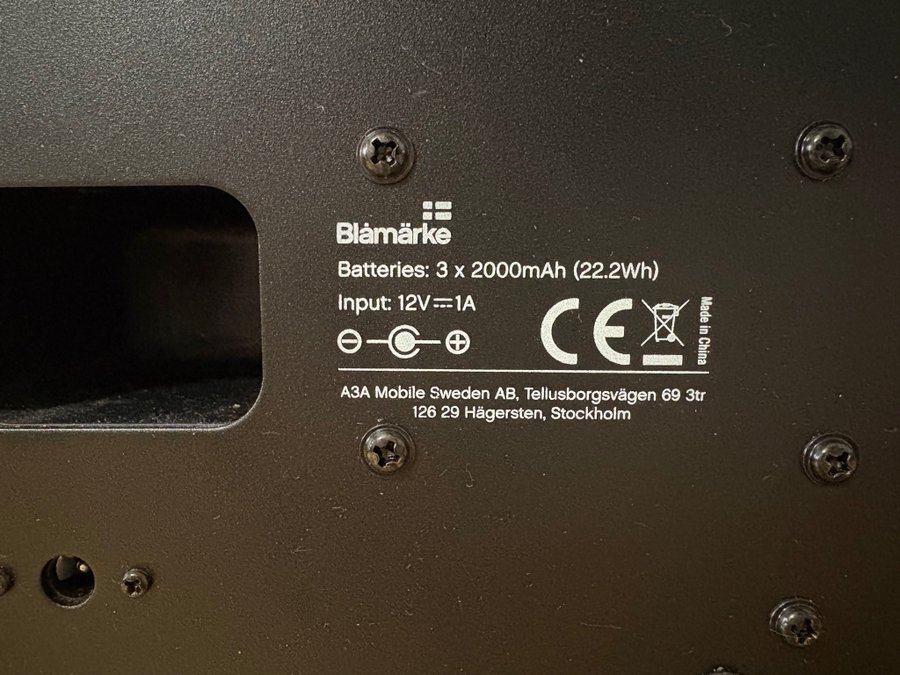 Blåmärke
Batteries: 3 x 2000mAh (22.2Wh)
Input: 12V⎓1A
CE
Made in China
A3A Mobile Sweden AB, Tellusborgsvägen 69 3tr
126 29 Hägersten, Stockholm